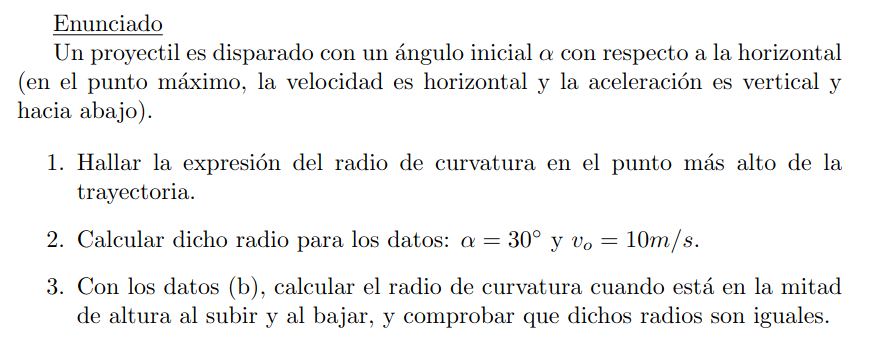 Enunciado
Un proyectil es disparado con un ángulo inicial α con respecto a la horizontal
(en el punto máximo, la velocidad es horizontal y la aceleración es vertical y
hacia abajo).
1. Hallar la expresión del radio de curvatura en el punto más alto de la
trayectoria.
2. Calcular dicho radio para los datos: α = 30° y vₒ = 10m/s.
3. Con los datos (b), calcular el radio de curvatura cuando está en la mitad
de altura al subir y al bajar, y comprobar que dichos radios son iguales.